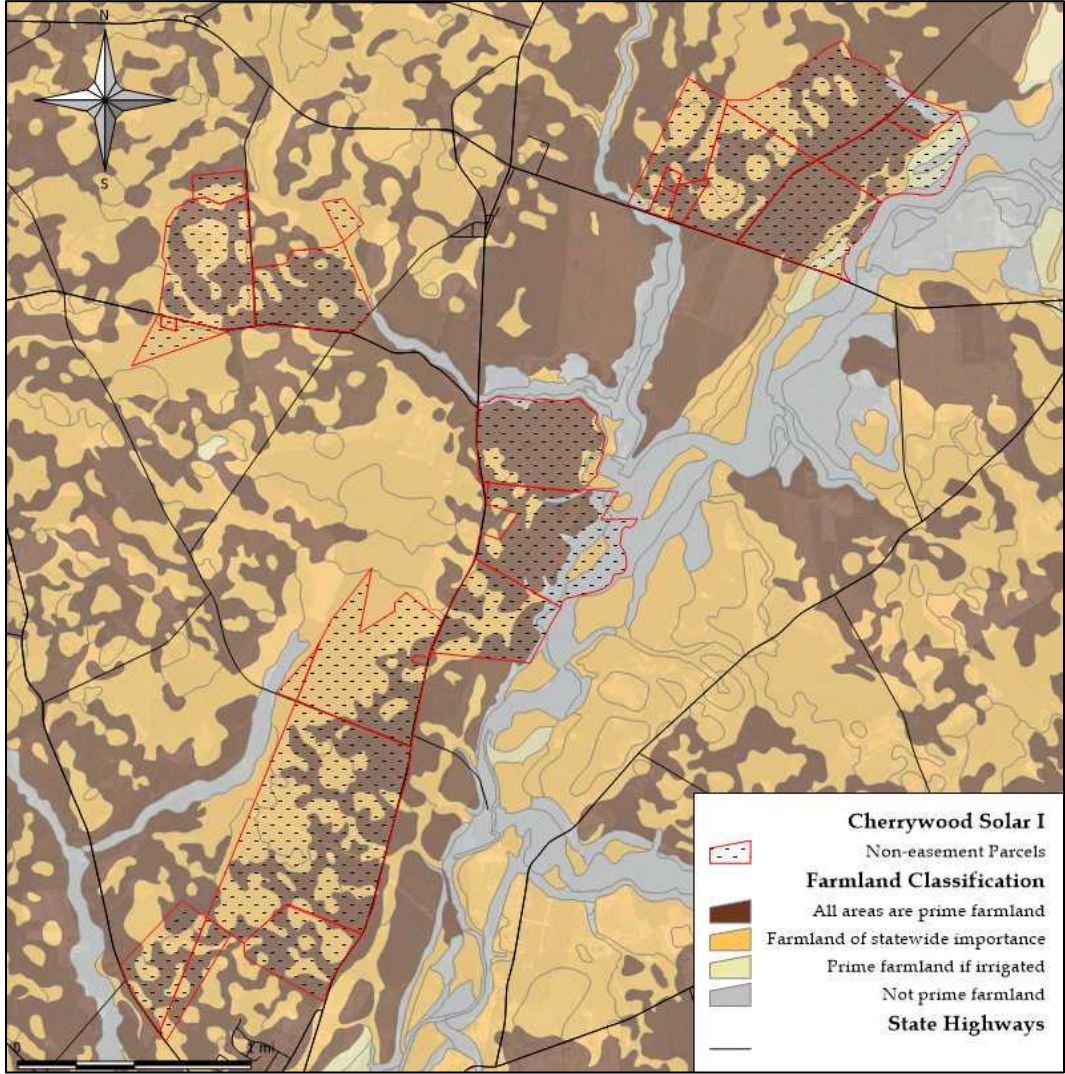 N
S
Cherrywood Solar I
Non-easement Parcels
Farmland Classification
All areas are prime farmland
Farmland of statewide importance
Prime farmland if irrigated
Not prime farmland
State Highways
0 1 mi